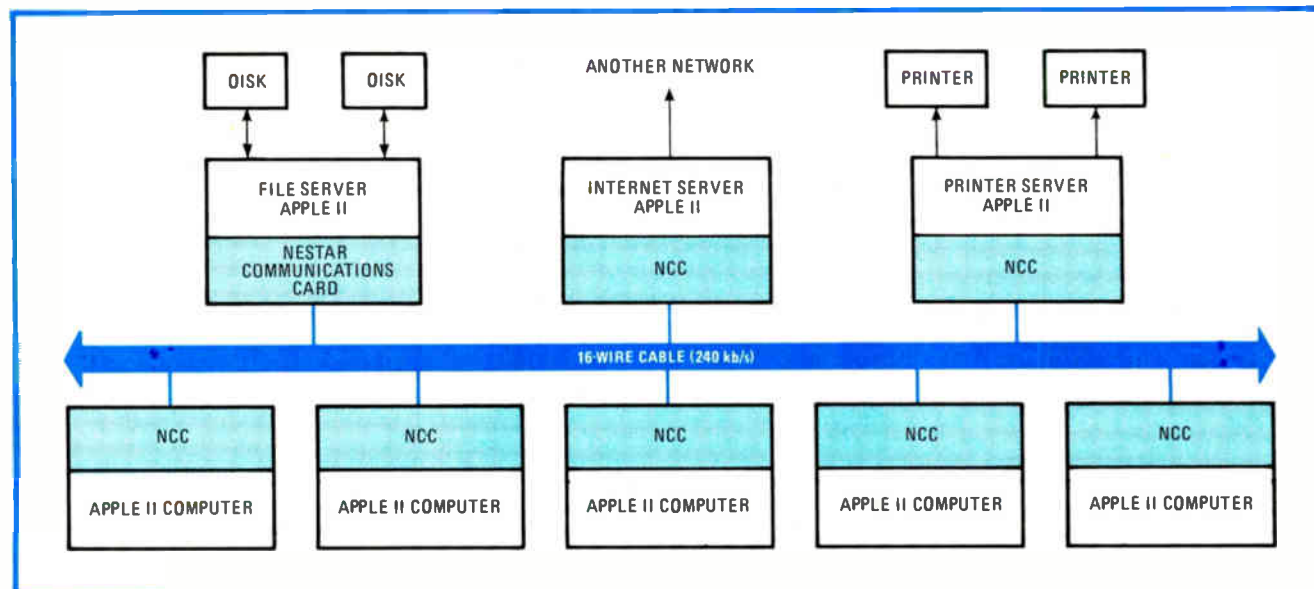 DISK
DISK
ANOTHER NETWORK
PRINTER
PRINTER
FILE SERVER
APPLE II
INTERNET SERVER
APPLE II
PRINTER SERVER
APPLE II
NESTAR
COMMUNICATIONS
CARD
NCC
NCC
16-WIRE CABLE (240 kb/s)
NCC
NCC
NCC
NCC
NCC
APPLE II COMPUTER
APPLE II COMPUTER
APPLE II COMPUTER
APPLE II COMPUTER
APPLE II COMPUTER